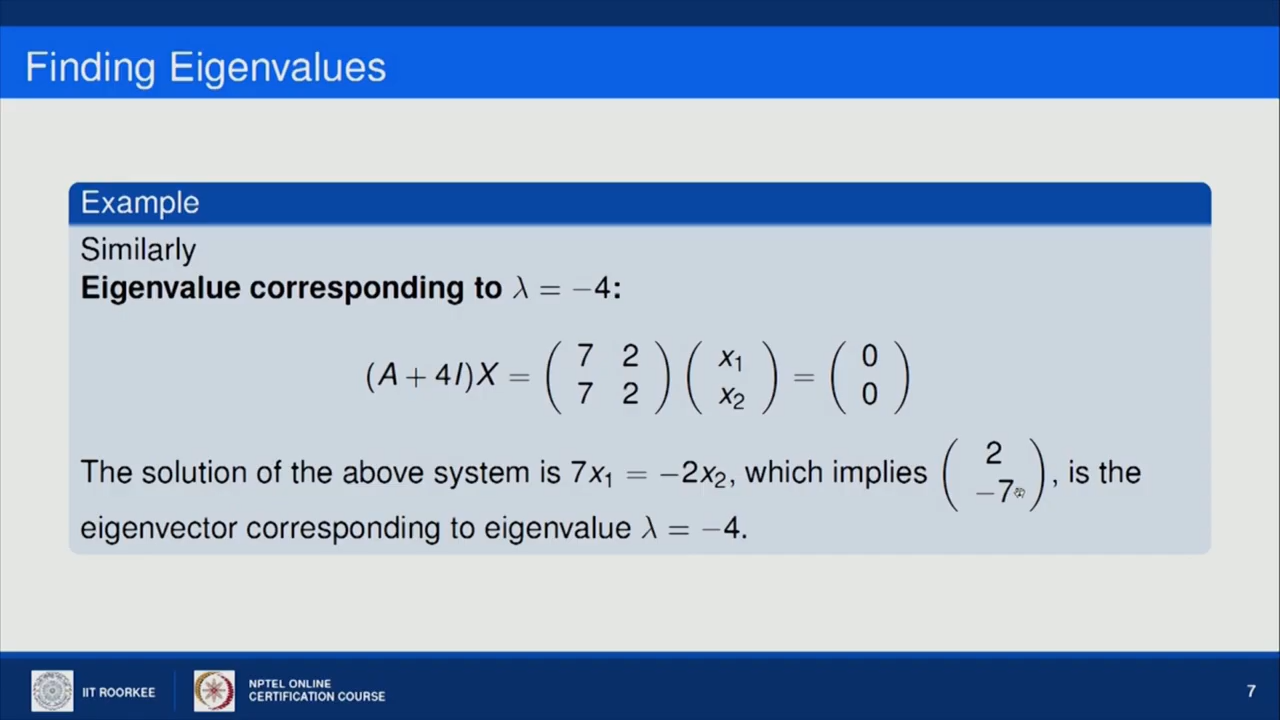 Finding Eigenvalues
Example
Similarly
Eigenvalue corresponding to λ = −4:
(A + 4I)X = ( 7 2 ; 7 2 ) ( x₁ ; x₂ ) = ( 0 ; 0 )
The solution of the above system is 7x₁ = −2x₂, which implies ( 2 ; −7 ), is the
eigenvector corresponding to eigenvalue λ = −4.
IIT ROORKEE
NPTEL ONLINE
CERTIFICATION COURSE
7